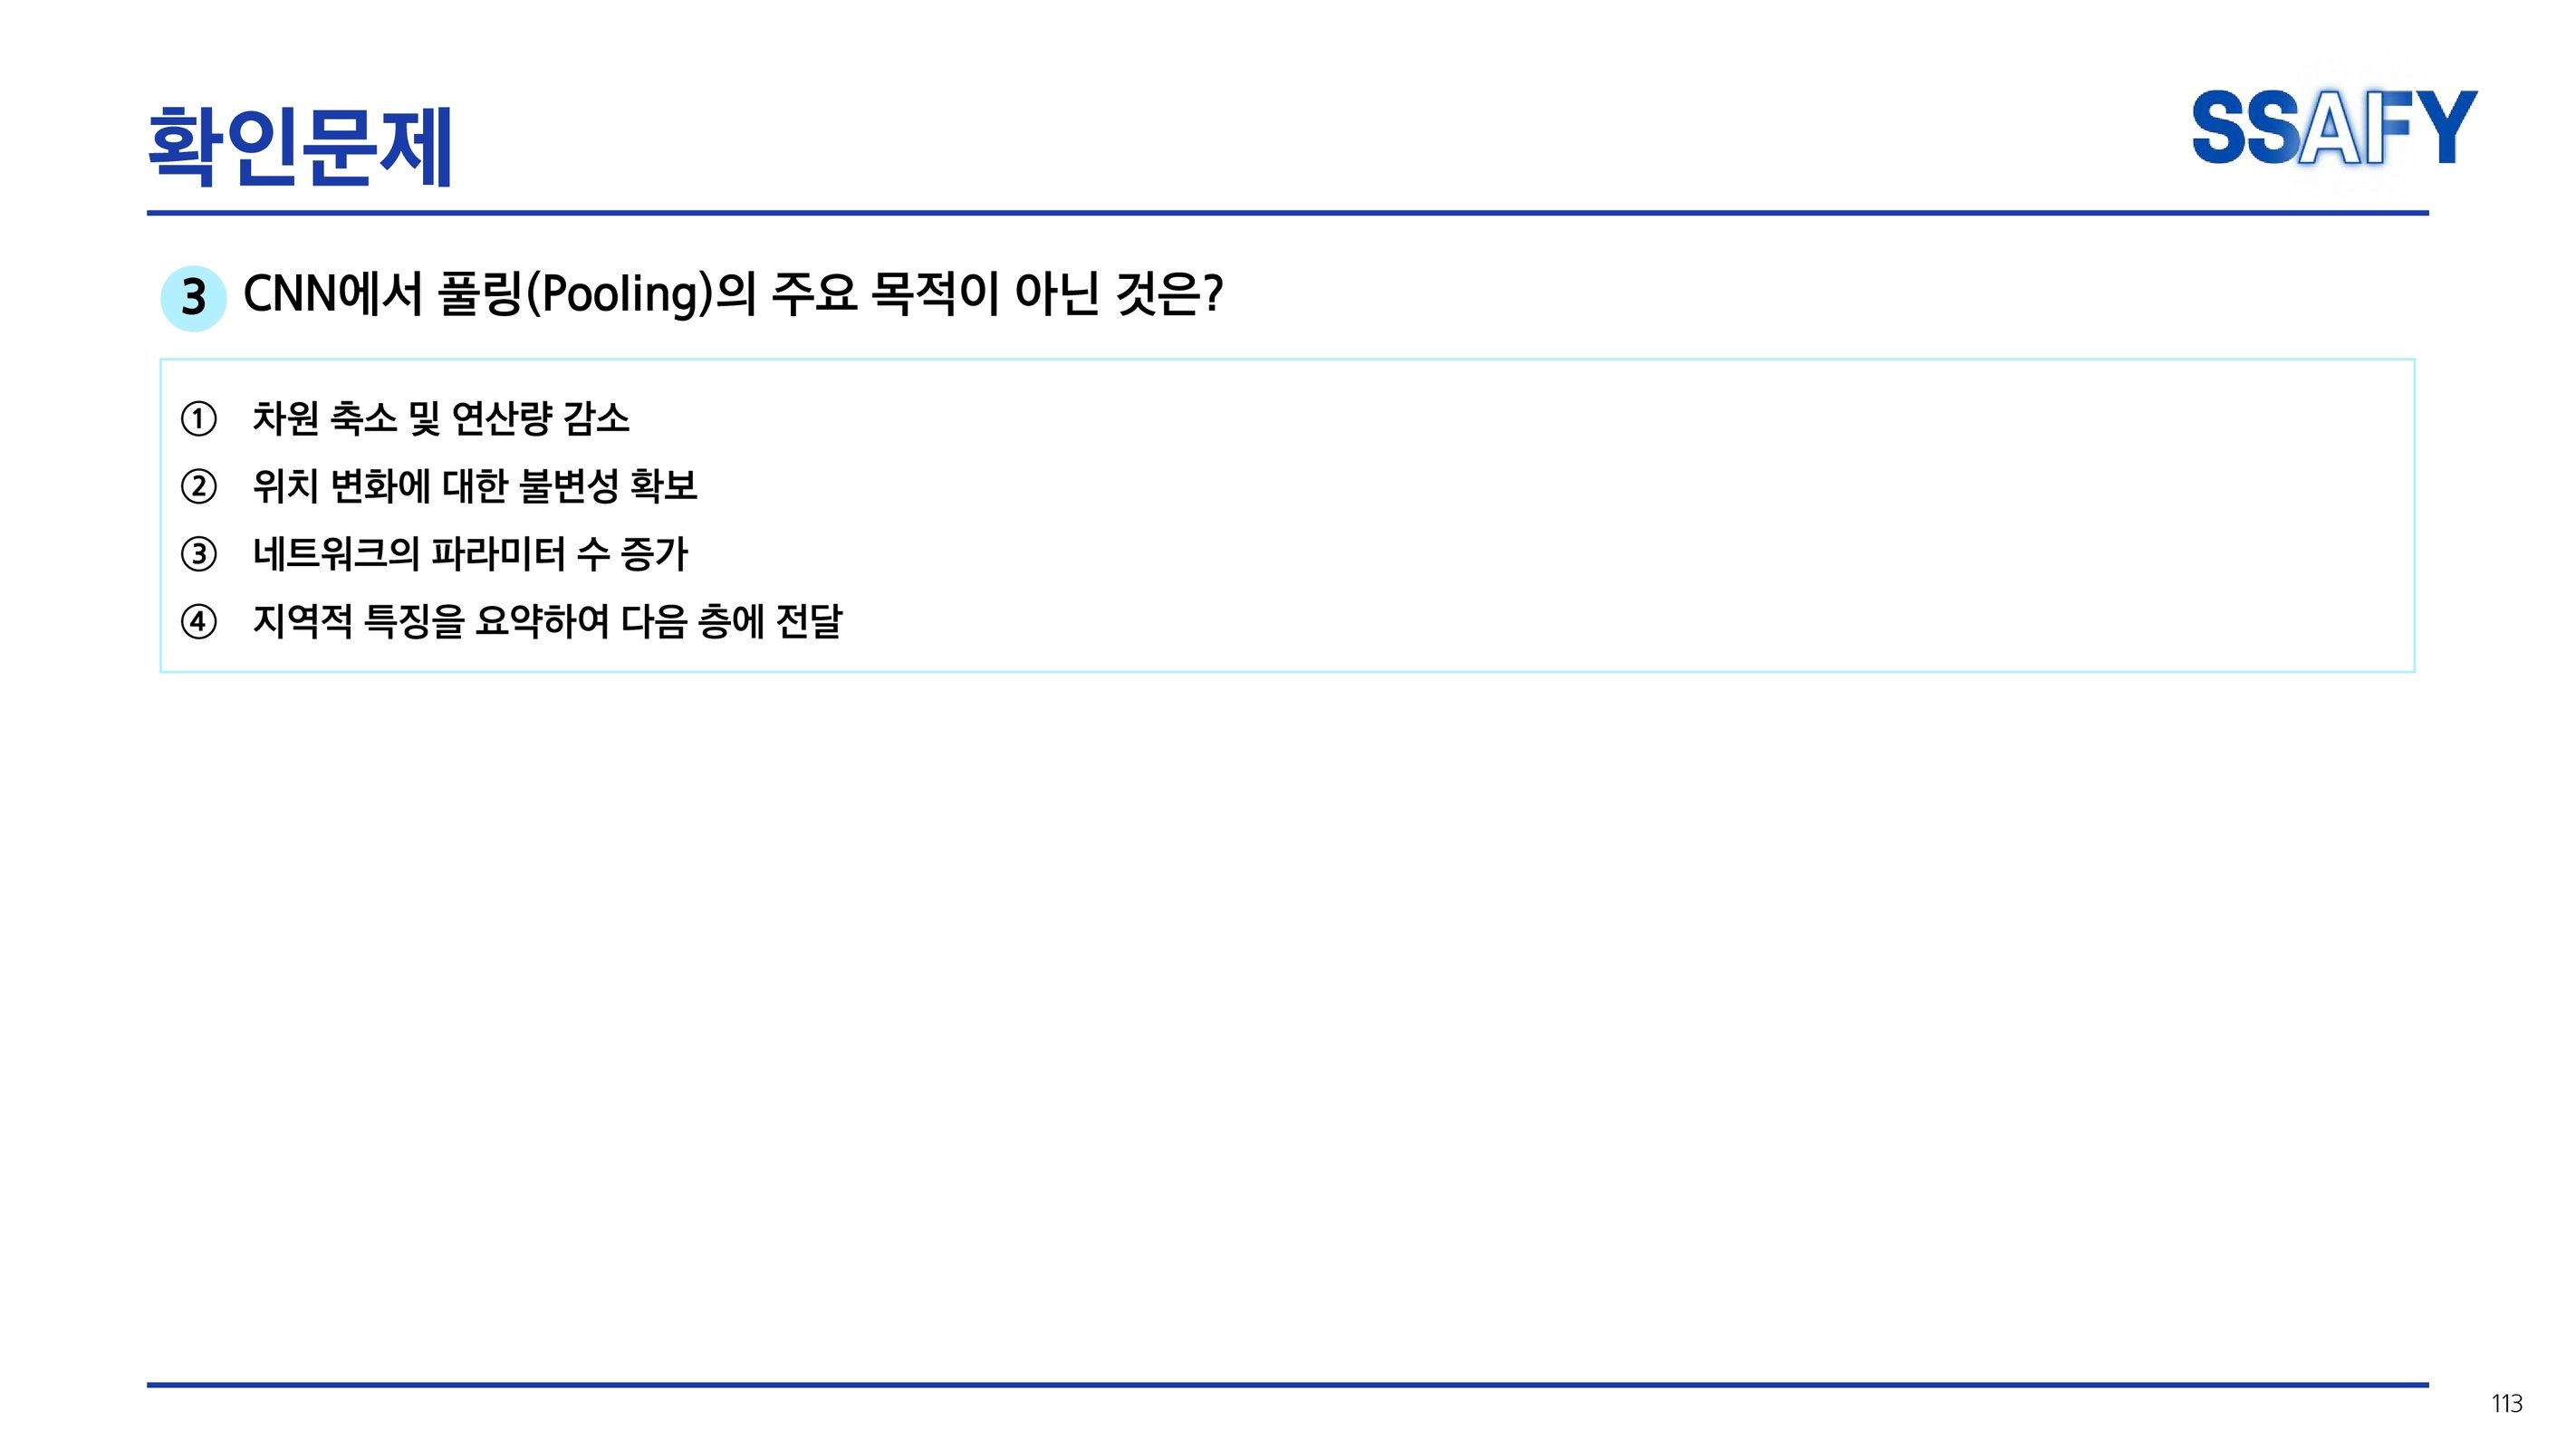 확인문제
SSAFY
3 CNN에서 풀링(Pooling)의 주요 목적이 아닌 것은?
① 차원 축소 및 연산량 감소
② 위치 변화에 대한 불변성 확보
③ 네트워크의 파라미터 수 증가
④ 지역적 특징을 요약하여 다음 층에 전달
113